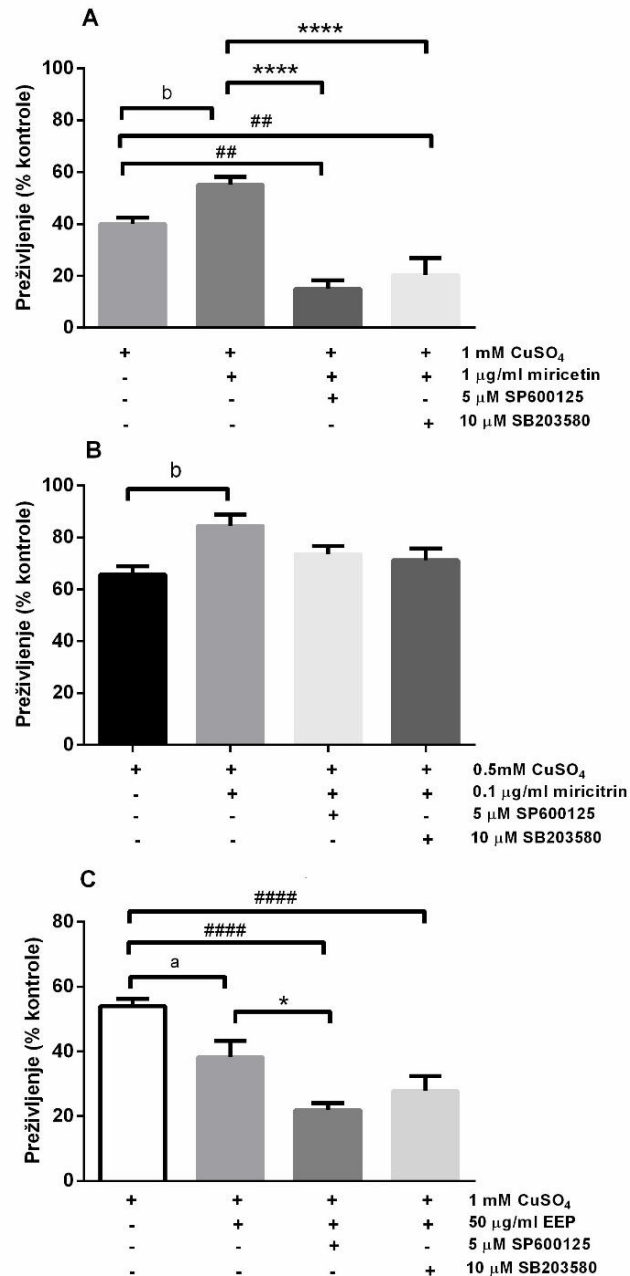 A
****
****
b
##
##
Preživljenje (% kontrole)
100
80
60
40
20
0
+ + + + 1 mM CuSO₄
- + + + 1 μg/ml miricetin
- - + - 5 μM SP600125
- - - + 10 μM SB203580
B
b
Preživljenje (% kontrole)
100
80
60
40
20
0
+ + + + 0.5mM CuSO₄
- + + + 0.1 μg/ml miricitrin
- - + - 5 μM SP600125
- - - + 10 μM SB203580
C
####
####
a
*
Preživljenje (% kontrole)
80
60
40
20
0
+ + + + 1 mM CuSO₄
- + + + 50 μg/ml EEP
- - + - 5 μM SP600125
- - - + 10 μM SB203580